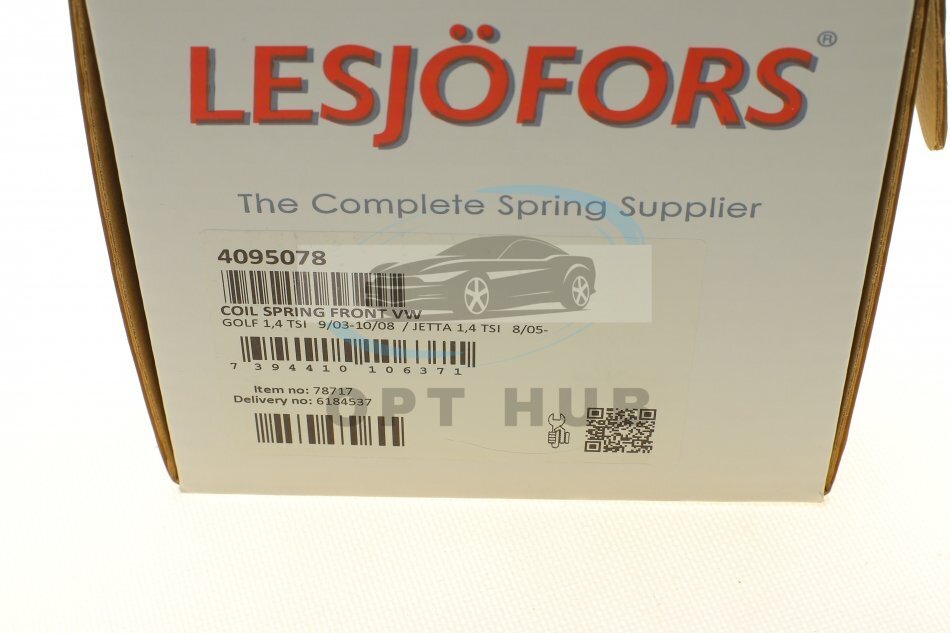 LESJÖFORS®
The Complete Spring Supplier
4095078
COIL SPRING FRONT VW
GOLF 1,4 TSI 9/03-10/08 / JETTA 1,4 TSI 8/05-
7 394410 106371
Item no: 78717
Delivery no: 6184537
OPT HUB